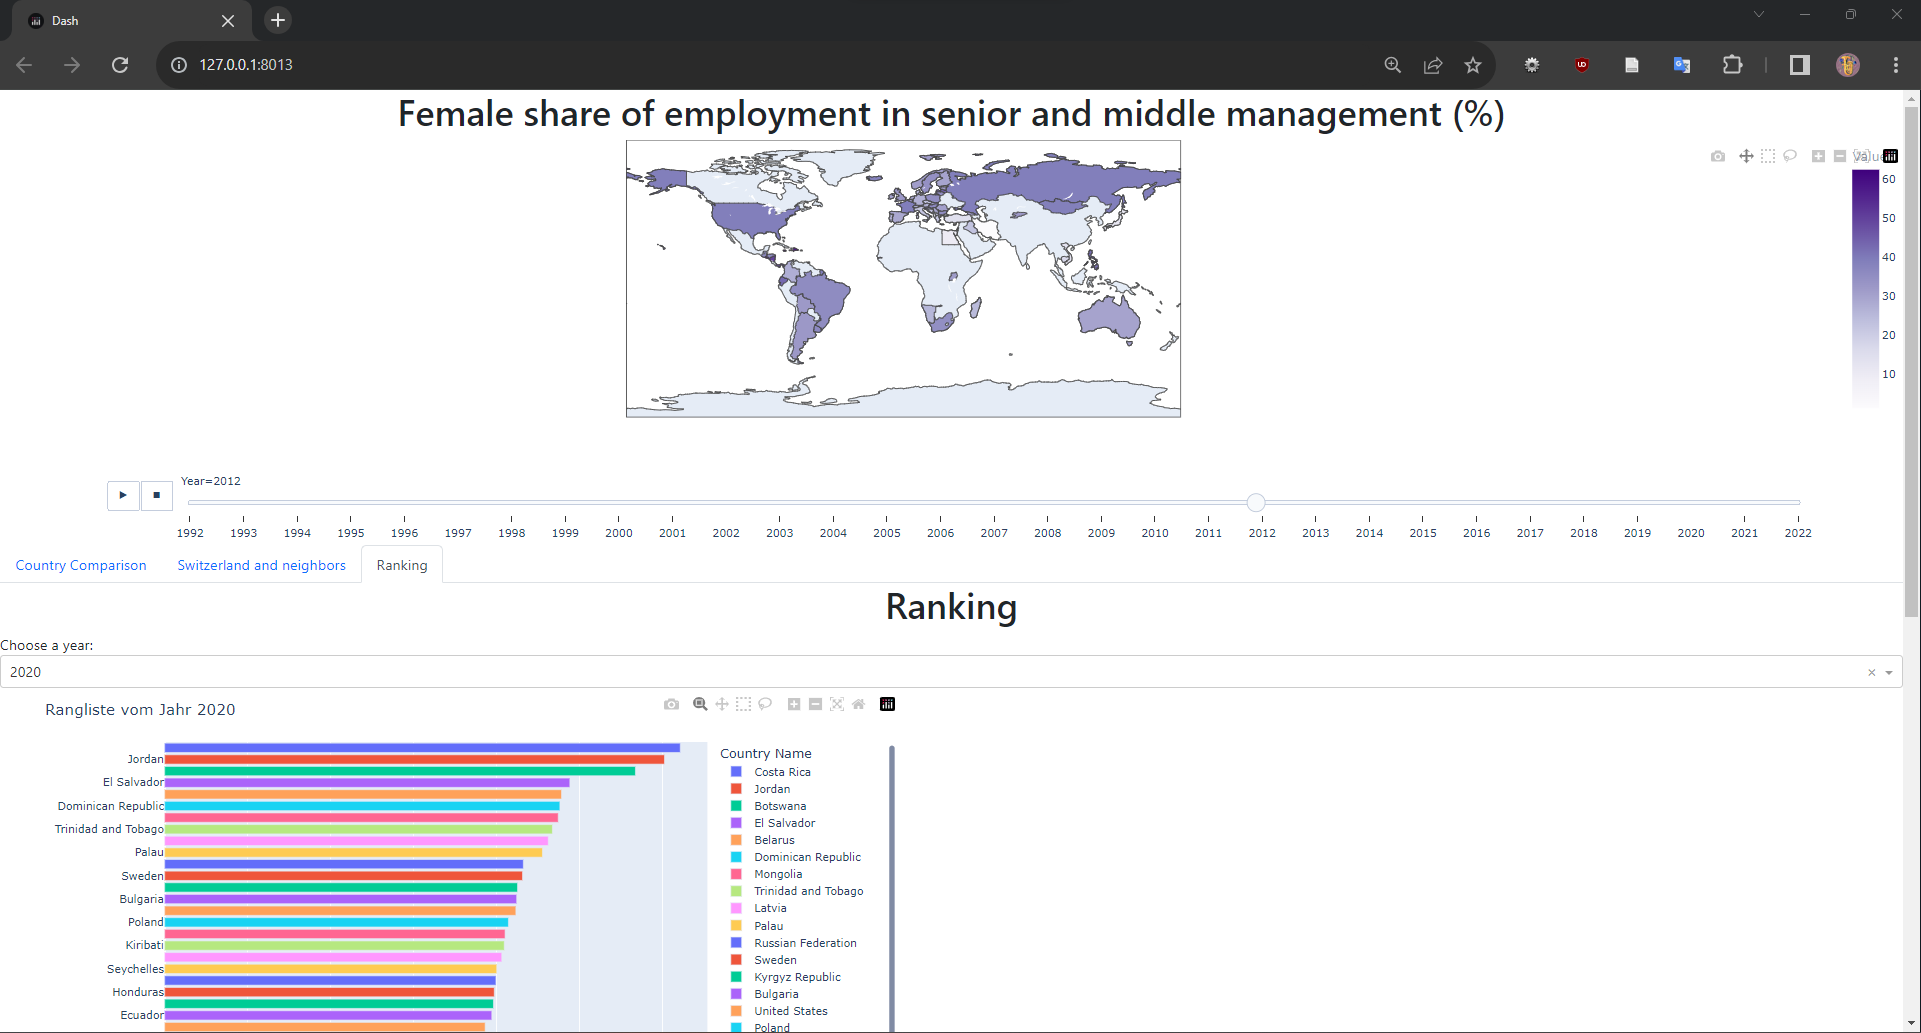 Dash
127.0.0.1:8013
Female share of employment in senior and middle management (%)
Value
60
50
40
30
20
10
Year=2012
1992 1993 1994 1995 1996 1997 1998 1999 2000 2001 2002 2003 2004 2005 2006 2007 2008 2009 2010 2011 2012 2013 2014 2015 2016 2017 2018 2019 2020 2021 2022
Country Comparison Switzerland and neighbors Ranking
Ranking
Choose a year:
2020
Rangliste vom Jahr 2020
Jordan
El Salvador
Dominican Republic
Trinidad and Tobago
Palau
Sweden
Bulgaria
Poland
Kiribati
Seychelles
Honduras
Ecuador
Country Name
Costa Rica
Jordan
Botswana
El Salvador
Belarus
Dominican Republic
Mongolia
Trinidad and Tobago
Latvia
Palau
Russian Federation
Sweden
Kyrgyz Republic
Bulgaria
United States
Poland